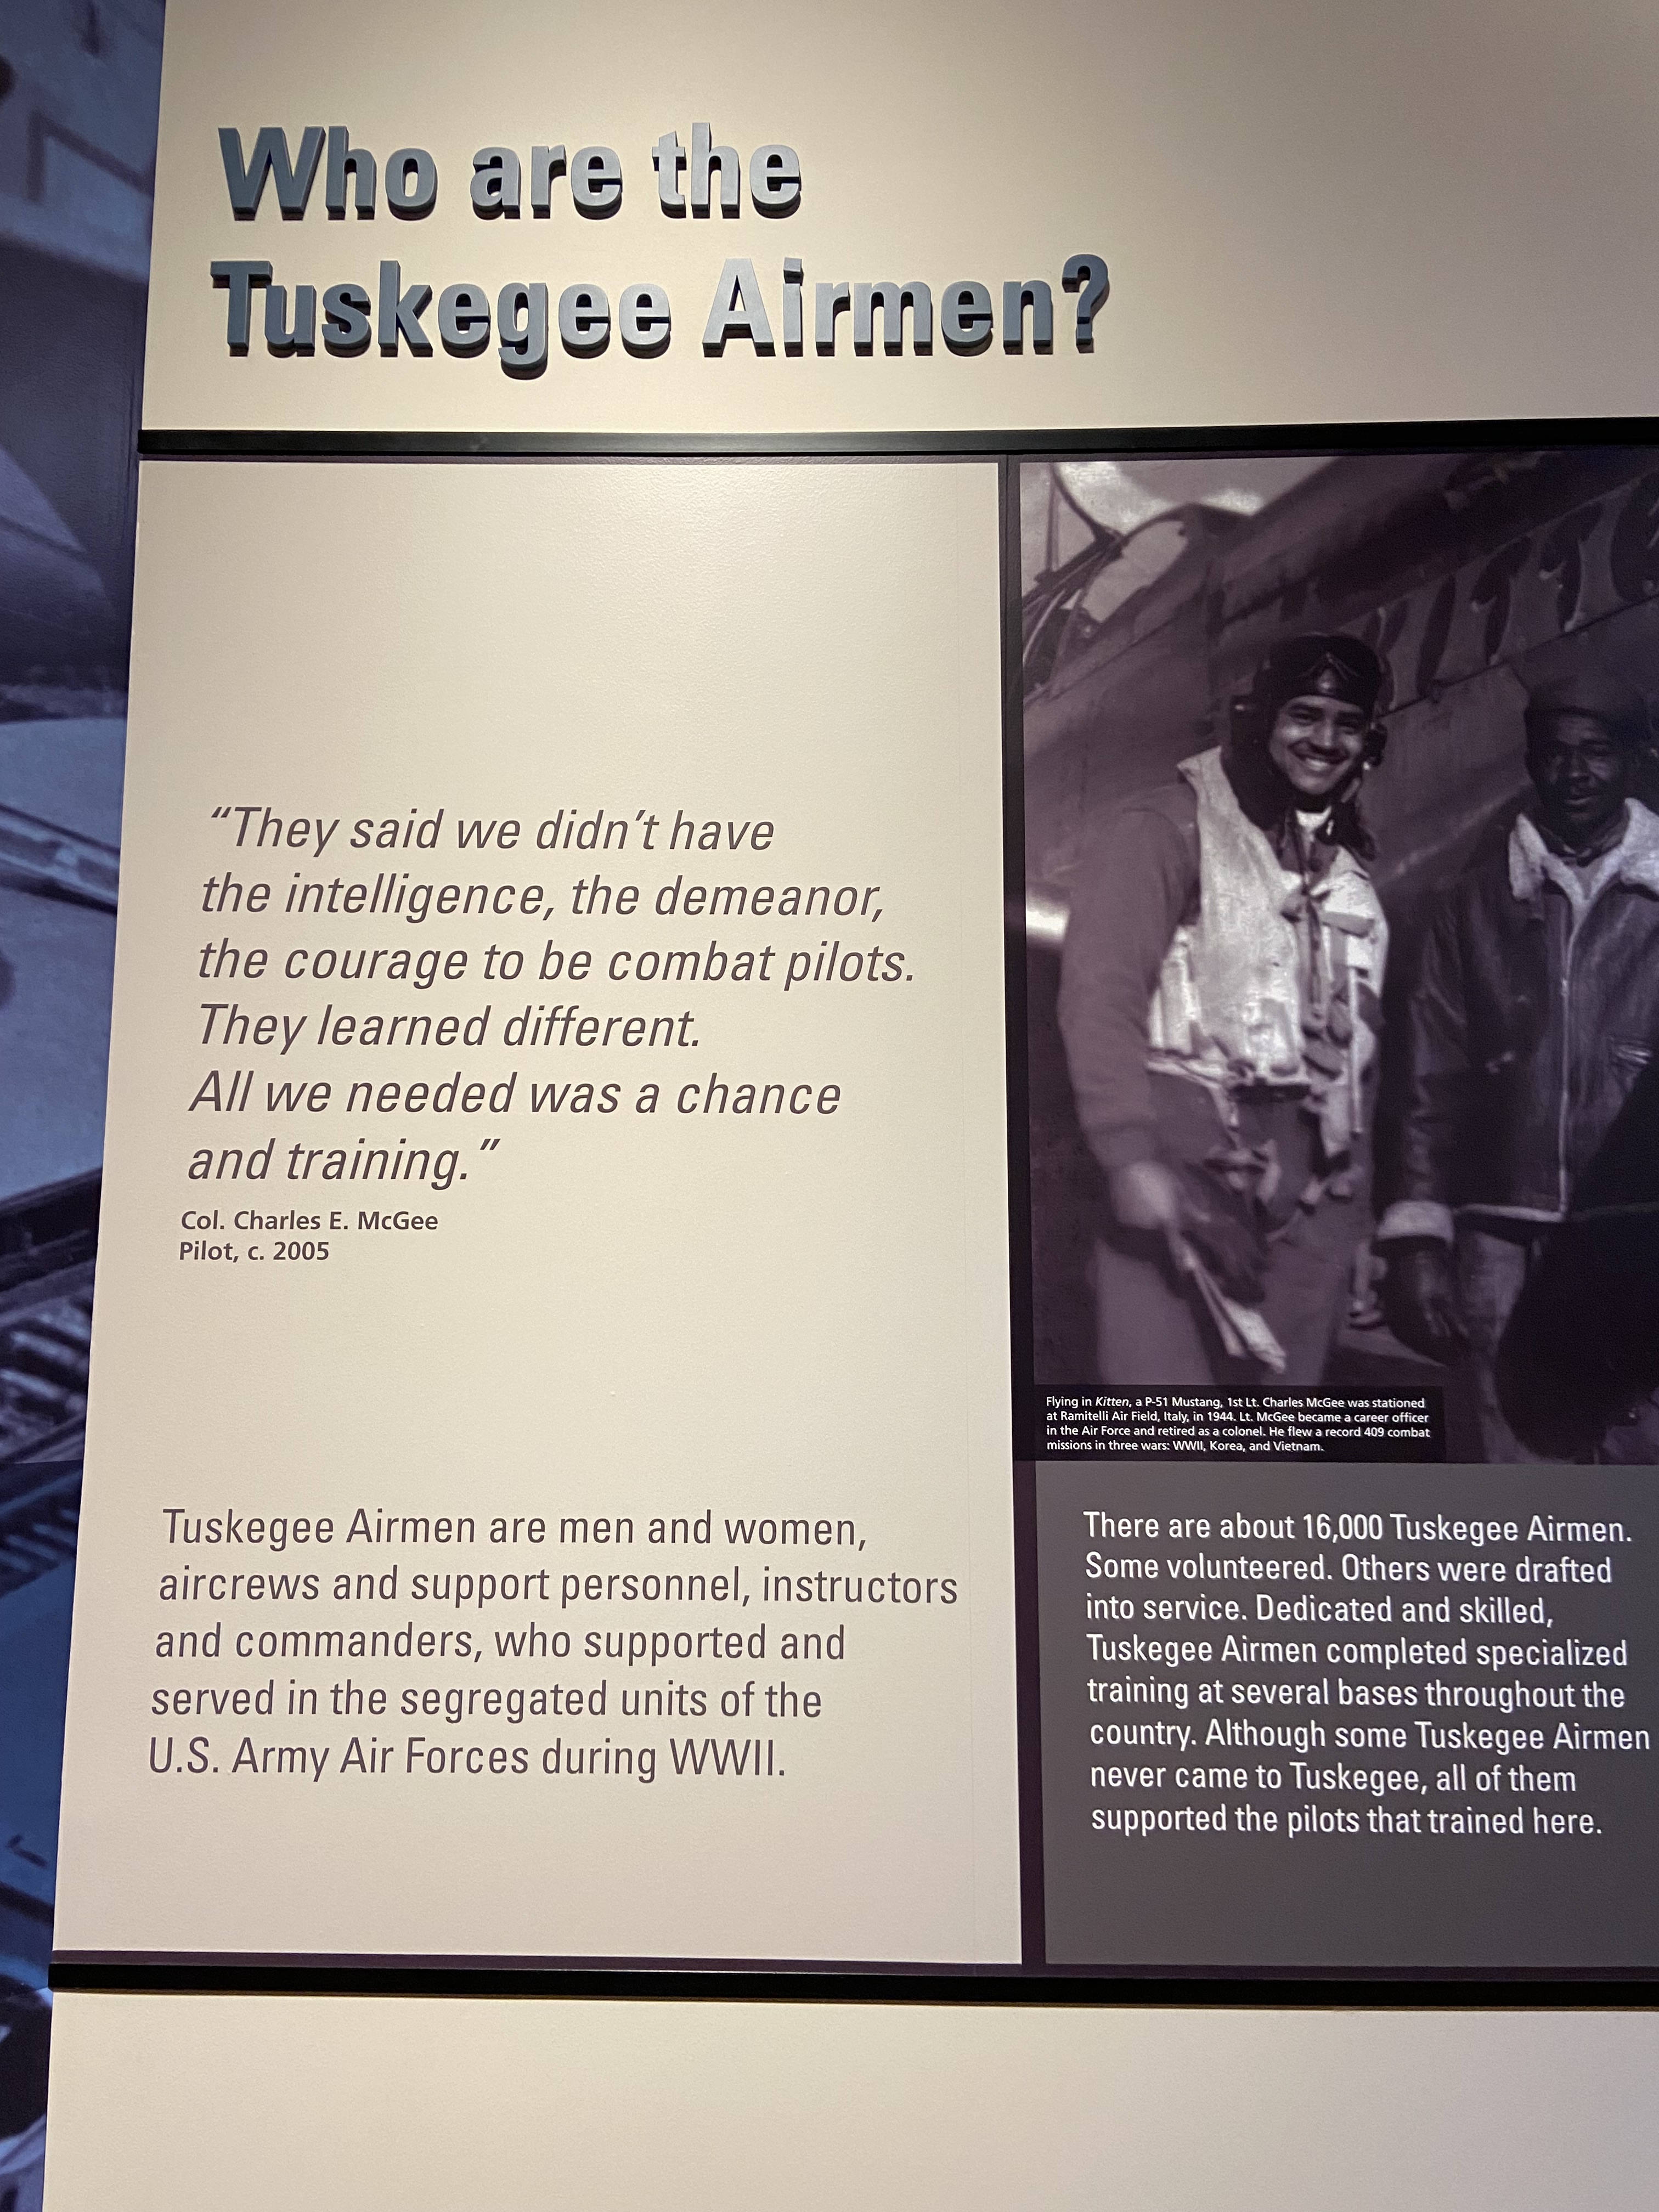 Who are the
Tuskegee Airmen?
“They said we didn’t have
the intelligence, the demeanor,
the courage to be combat pilots.
They learned different.
All we needed was a chance
and training.”
Col. Charles E. McGee
Pilot, c. 2005
Tuskegee Airmen are men and women,
aircrews and support personnel, instructors
and commanders, who supported and
served in the segregated units of the
U.S. Army Air Forces during WWII.
Flying in Kitten, a P-51 Mustang, 1st Lt. Charles McGee was stationed
at Ramitelli Air Field, Italy, in 1944. Lt. McGee became a career officer
in the Air Force and retired as a colonel. He flew a record 409 combat
missions in three wars: WWII, Korea, and Vietnam.
There are about 16,000 Tuskegee Airmen.
Some volunteered. Others were drafted
into service. Dedicated and skilled,
Tuskegee Airmen completed specialized
training at several bases throughout the
country. Although some Tuskegee Airmen
never came to Tuskegee, all of them
supported the pilots that trained here.